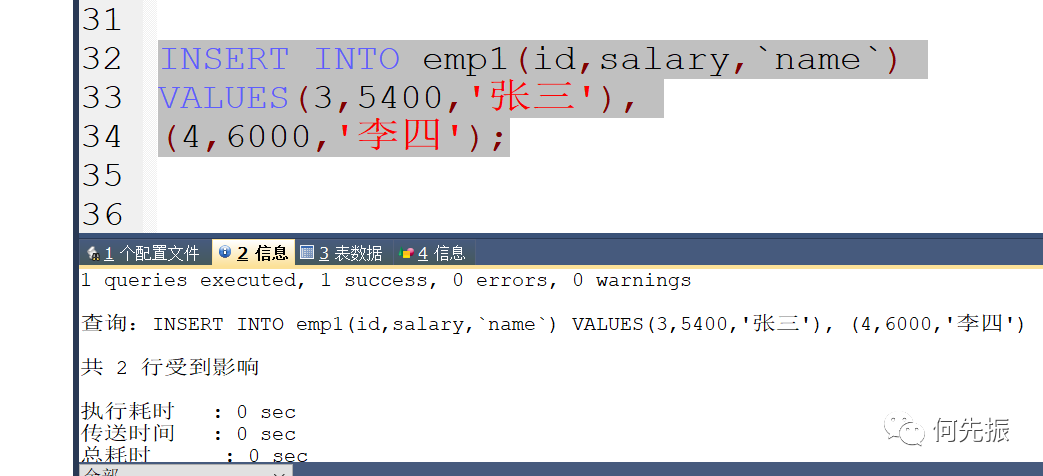 31
32 INSERT INTO emp1(id,salary,`name`)
33 VALUES(3,5400,'张三'),
34 (4,6000,'李四');
35
36
1 个配置文件 2 信息 3 表数据 4 信息
1 queries executed, 1 success, 0 errors, 0 warnings
查询: INSERT INTO emp1(id,salary,`name`) VALUES(3,5400,'张三'), (4,6000,'李四')
共 2 行受到影响
执行耗时 : 0 sec
传送时间 : 0 sec
总耗时 : 0 sec
何先振
全部